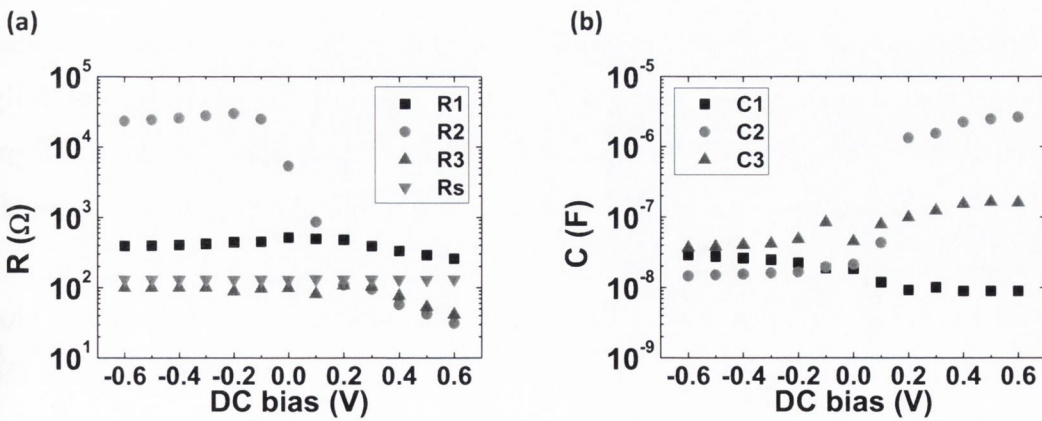 (a)
(b)
10^5
10^4
10^3
10^2
10^1
R (Ω)
R1
R2
R3
Rs
-0.6 -0.4 -0.2 0.0 0.2 0.4 0.6
DC bias (V)
10^-5
10^-6
10^-7
10^-8
10^-9
C (F)
C1
C2
C3
-0.6 -0.4 -0.2 0.0 0.2 0.4 0.6
DC bias (V)